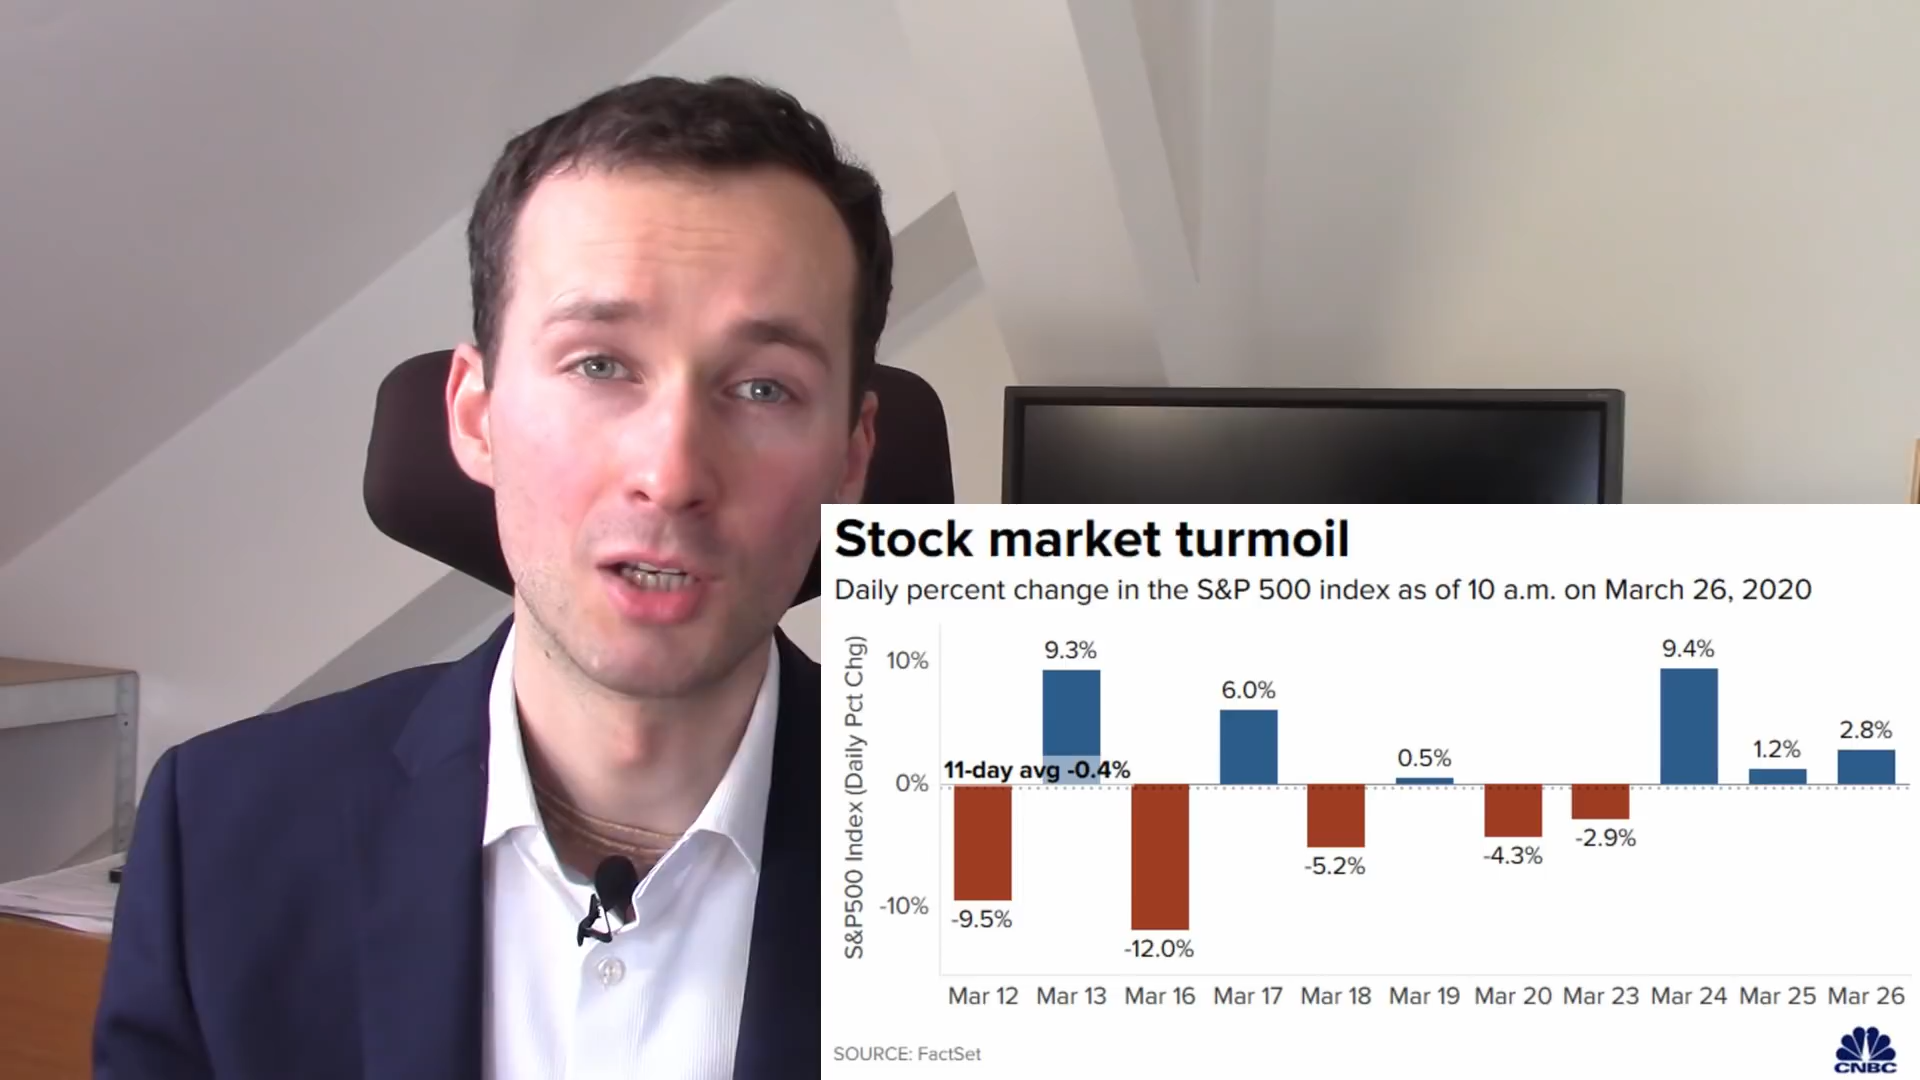 Stock market turmoil
Daily percent change in the S&P 500 index as of 10 a.m. on March 26, 2020
S&P500 Index (Daily Pct Chg)
10%
0%
-10%
11-day avg -0.4%
-9.5%
9.3%
-12.0%
6.0%
-5.2%
0.5%
-4.3%
-2.9%
9.4%
1.2%
2.8%
Mar 12 Mar 13 Mar 16 Mar 17 Mar 18 Mar 19 Mar 20 Mar 23 Mar 24 Mar 25 Mar 26
SOURCE: FactSet
CNBC